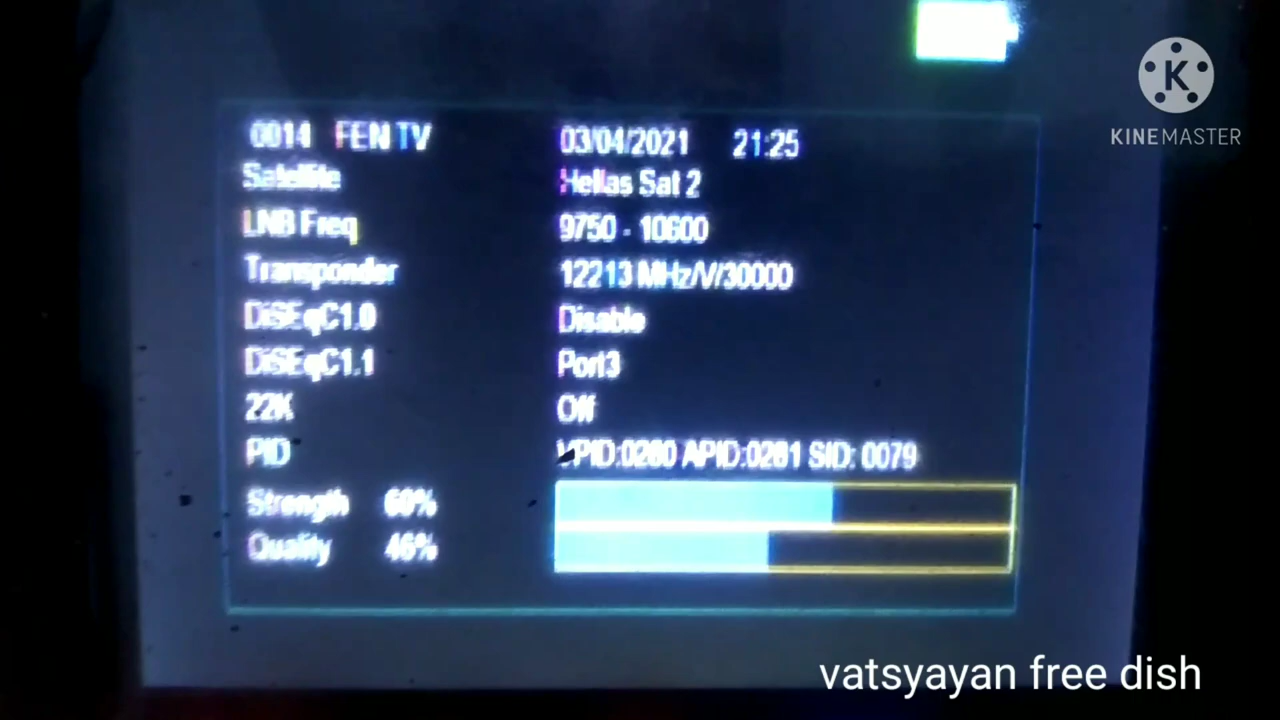 K
KINEMASTER
0014 FEN TV 03/04/2021 21:25
Satellite Hellas Sat 2
LNB Freq 9750 - 10600
Transponder 12213 MHz/V/30000
DiSEqC1.0 Disable
DiSEqC1.1 Port3
22K Off
PID VPID:0280 APID:0281 SID: 0079
Strength 60%
Quality 46%
vatsyayan free dish